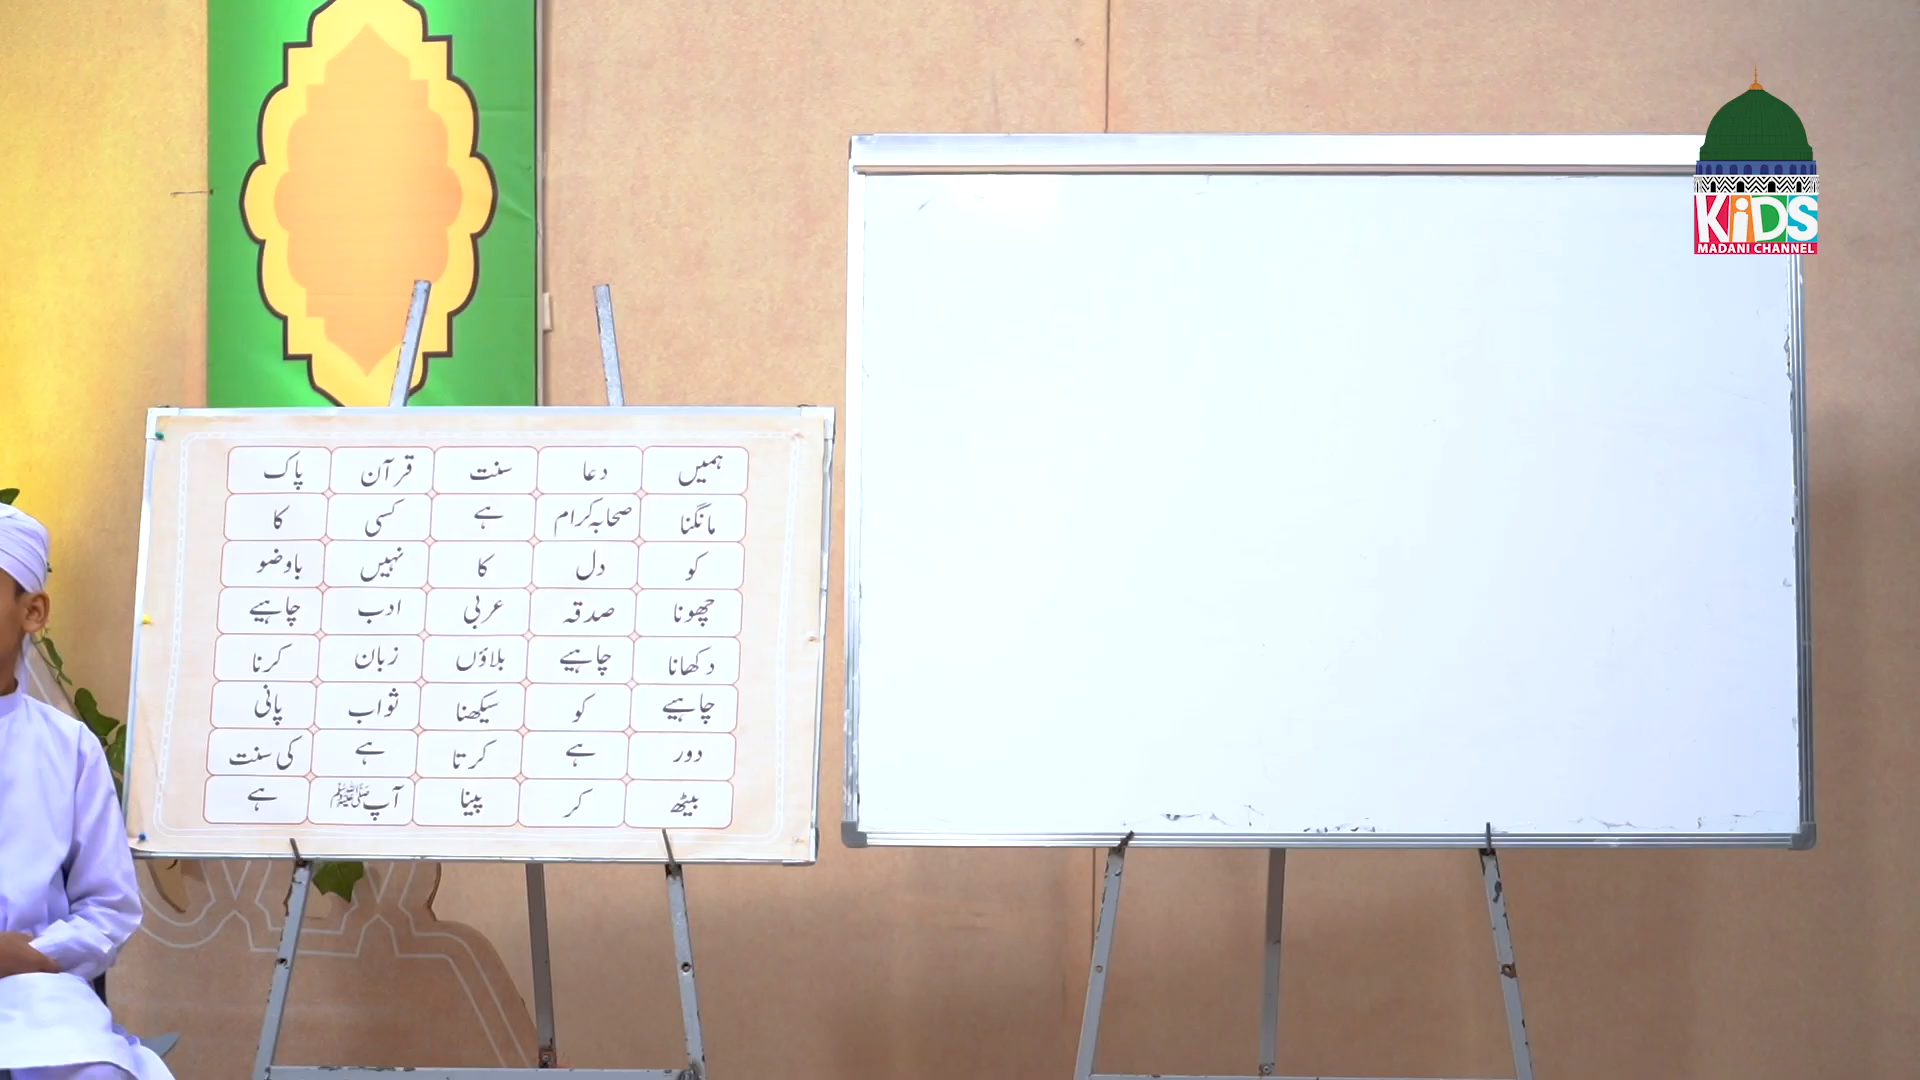 ہمیں دعا سنت قرآن پاک
مانگنا صحابہ کرام ہے کسی کا
کو دل کا نہیں باوضو
چھونا صدقہ عربی ادب چاہیے
دکھانا چاہیے بلاؤں زبان کرنا
چاہیے کو سیکھنا ثواب پانی
دور ہے کرتا ہے کی سنت
بیٹھ کر پینا آپﷺ ہے
KiDS
MADANI CHANNEL